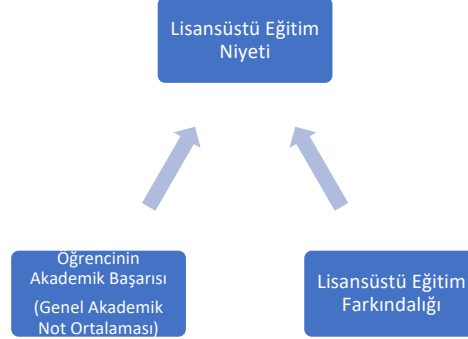 Lisansüstü Eğitim
Niyeti
Öğrencinin
Akademik Başarısı
(Genel Akademik
Not Ortalaması)
Lisansüstü Eğitim
Farkındalığı